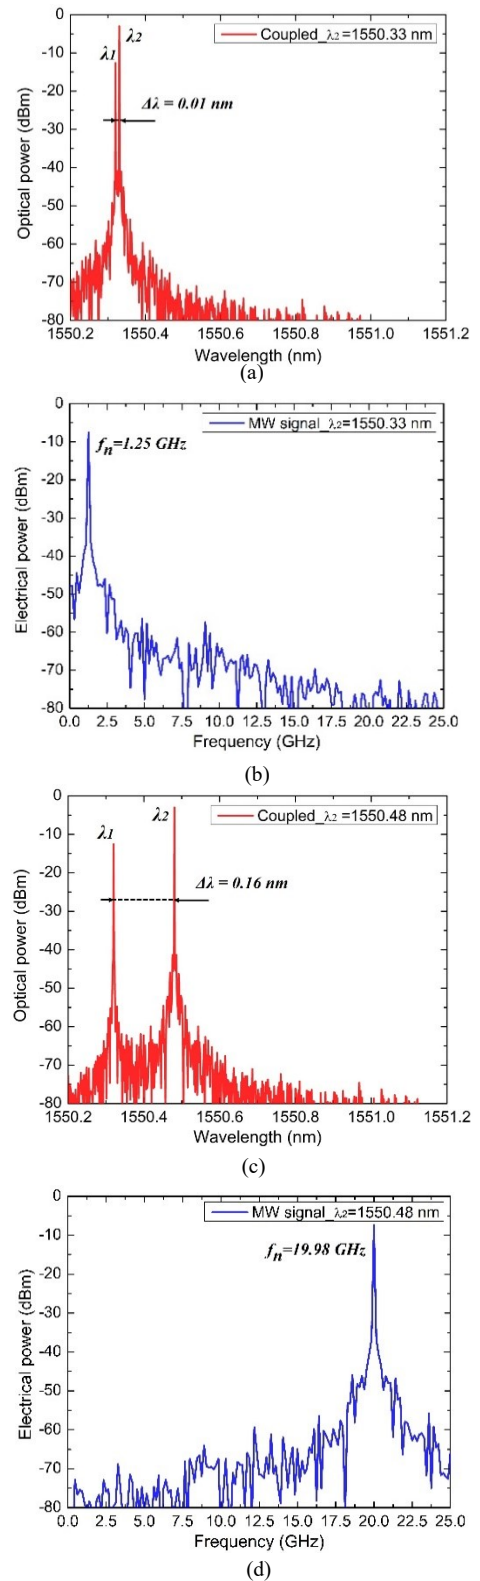 0
-10
-20
-30
-40
-50
-60
-70
-80
Optical power (dBm)
Coupled_λ2=1550.33 nm
λ1
λ2
Δλ = 0.01 nm
1550.2 1550.4 1550.6 1550.8 1551.0 1551.2
Wavelength (nm)
(a)
0
-10
-20
-30
-40
-50
-60
-70
-80
Electrical power (dBm)
MW signal_λ2=1550.33 nm
fn=1.25 GHz
0.0 2.5 5.0 7.5 10.0 12.5 15.0 17.5 20.0 22.5 25.0
Frequency (GHz)
(b)
0
-10
-20
-30
-40
-50
-60
-70
-80
Optical power (dBm)
Coupled_λ2 =1550.48 nm
λ1
λ2
Δλ = 0.16 nm
1550.2 1550.4 1550.6 1550.8 1551.0 1551.2
Wavelength (nm)
(c)
0
-10
-20
-30
-40
-50
-60
-70
-80
Electrical power (dBm)
MW signal_λ2=1550.48 nm
fn=19.98 GHz
0.0 2.5 5.0 7.5 10.0 12.5 15.0 17.5 20.0 22.5 25.0
Frequency (GHz)
(d)